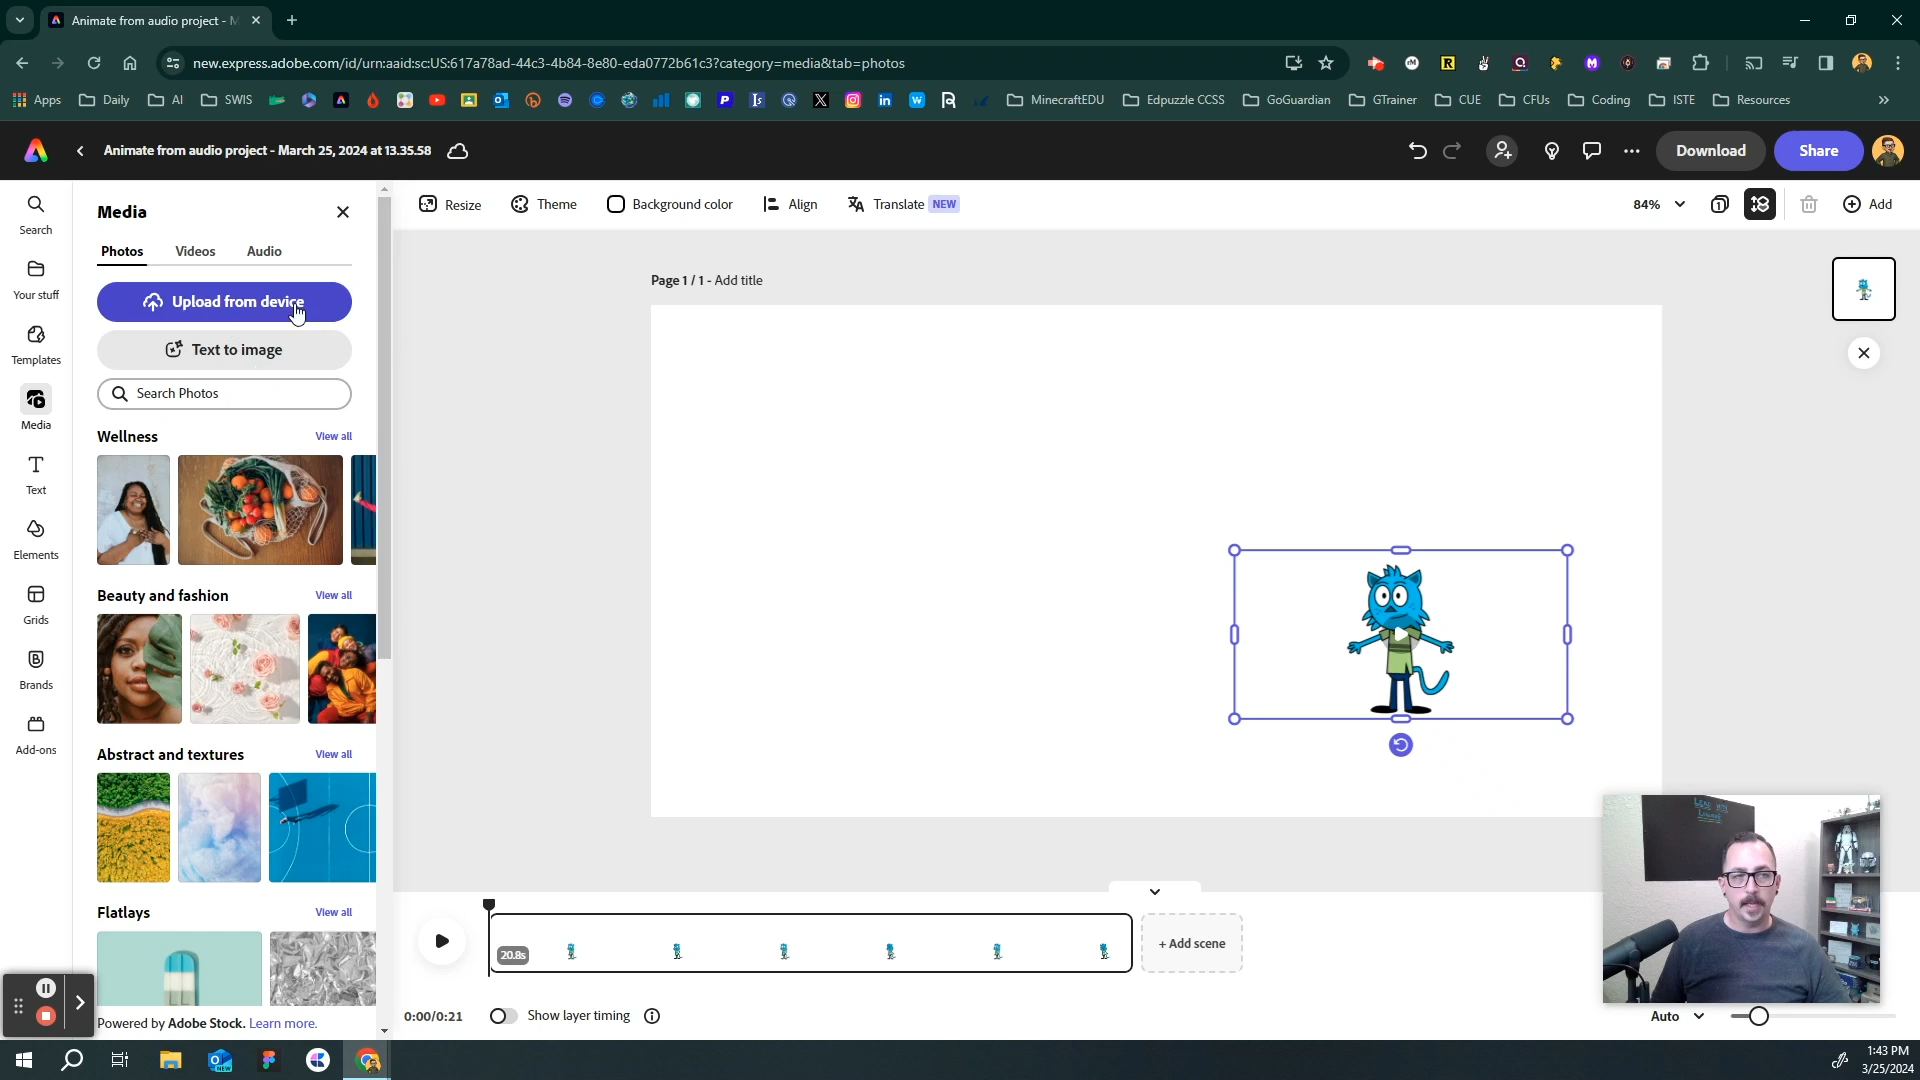 Animate from audio project - M
new.express.adobe.com/id/urn:aaid:sc:US:617a78ad-44c3-4b84-8e80-eda0772b61c3?category=media&tab=photos
Apps
Daily
AI
SWIS
MinecraftEDU
Edpuzzle CCSS
GoGuardian
GTrainer
CUE
CFUs
Coding
ISTE
Resources
Animate from audio project - March 25, 2024 at 13.35.58
Download
Share
Search
Your stuff
Templates
Media
Text
Elements
Grids
Brands
Add-ons
Media
Photos
Videos
Audio
Upload from device
Text to image
Search Photos
Wellness
View all
Beauty and fashion
View all
Abstract and textures
View all
Flatlays
View all
Powered by Adobe Stock. Learn more.
Resize
Theme
Background color
Align
Translate NEW
84%
1
Add
Page 1 / 1 - Add title
20.8s
+ Add scene
0:00/0:21
Show layer timing
Auto
1:43 PM
3/25/2024